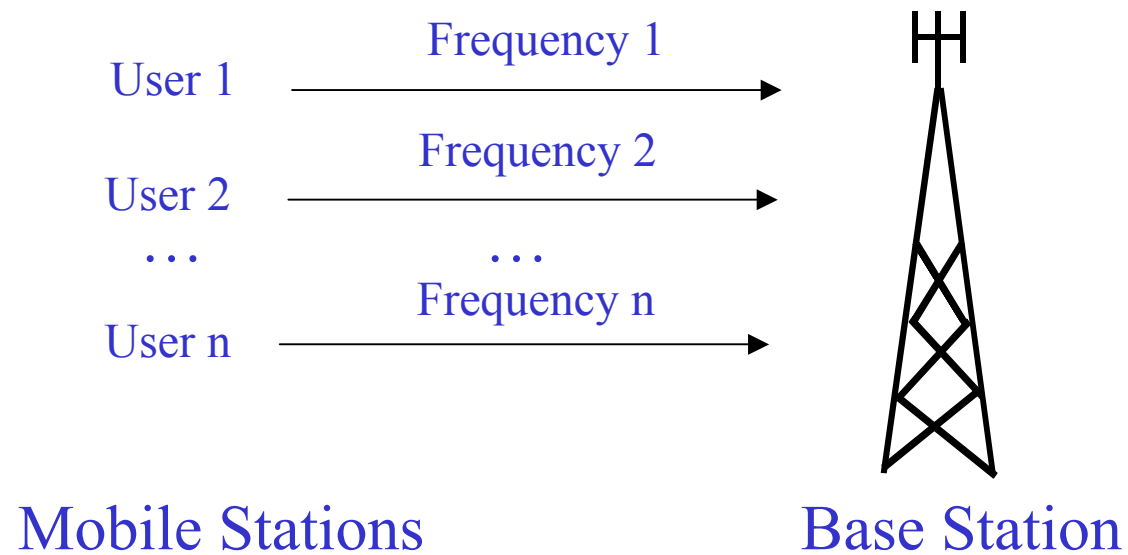 Frequency 1
User 1
Frequency 2
User 2
… …
Frequency n
User n
Mobile Stations Base Station